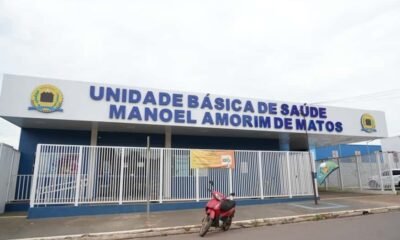 UNIDADE BÁSICA DE SAÚDE
MANOEL AMORIM DE MATOS